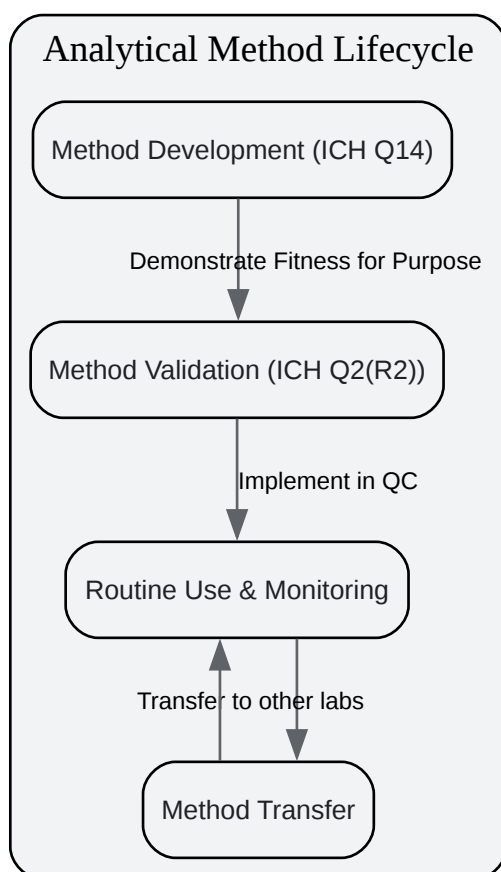 Analytical Method Lifecycle
Method Development (ICH Q14)
Demonstrate Fitness for Purpose
Method Validation (ICH Q2(R2))
Implement in QC
Routine Use & Monitoring
Transfer to other labs
Method Transfer